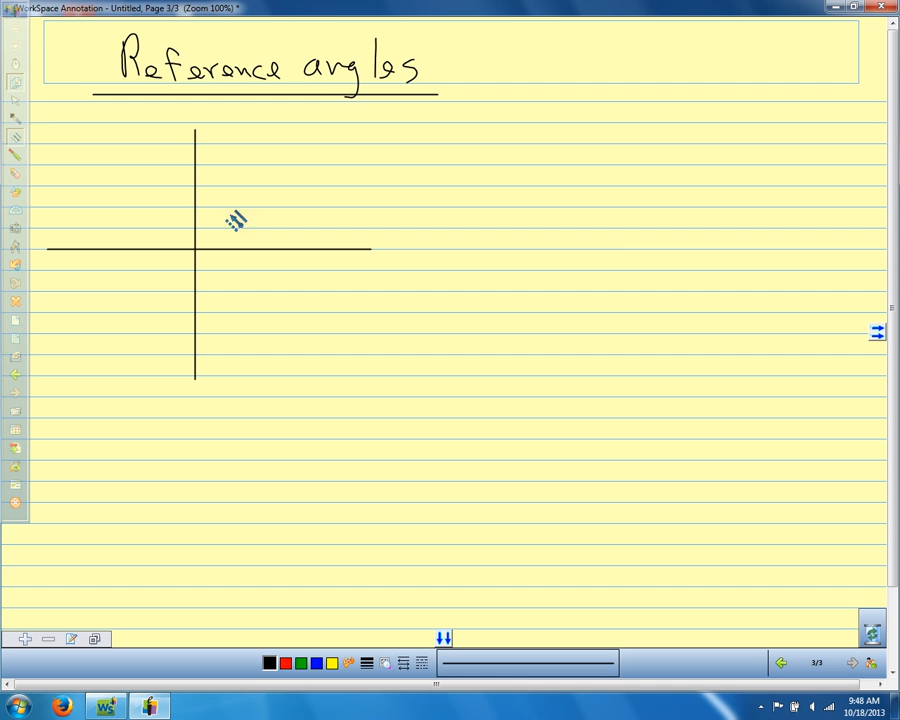 WorkSpace Annotation - Untitled, Page 3/3 (Zoom 100%) *
Reference angles
3/3
9:48 AM
10/18/2013